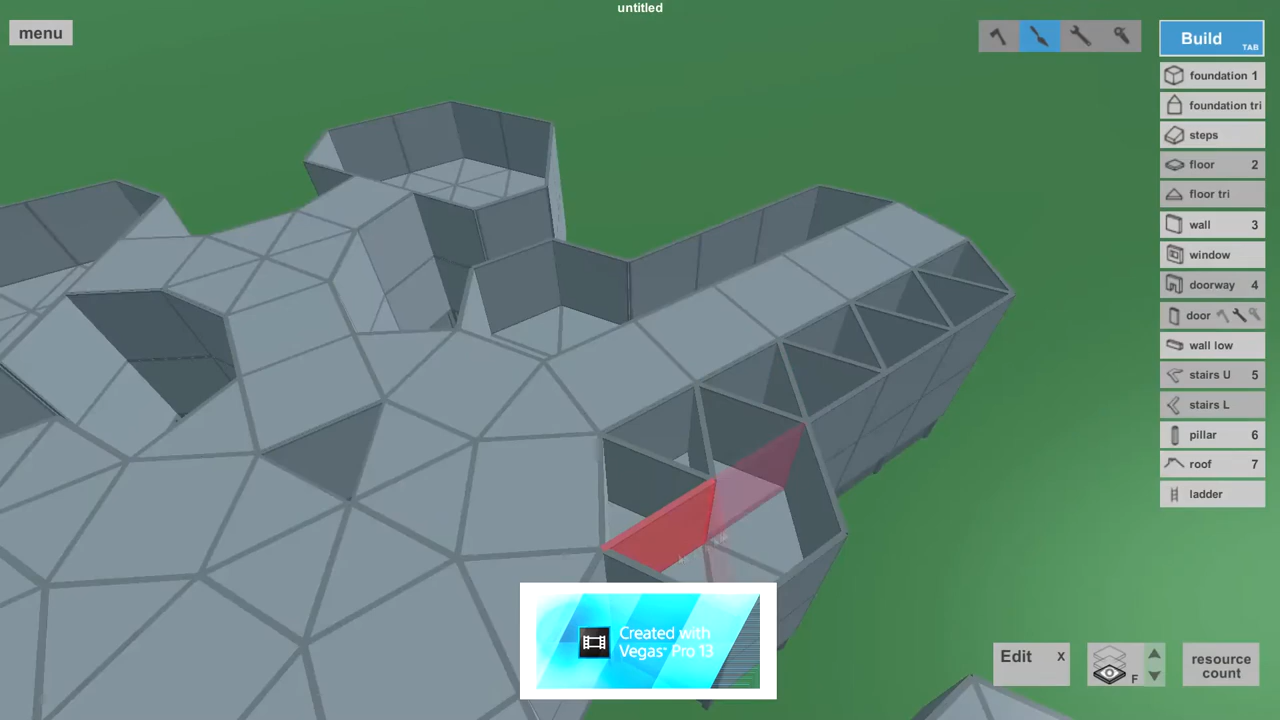 untitled
menu
Build
TAB
foundation 1
foundation tri
steps
floor 2
floor tri
wall 3
window
doorway 4
door
wall low
stairs U 5
stairs L
pillar 6
roof 7
ladder
Created with
Vegas™ Pro 13
Edit X
F
resource
count